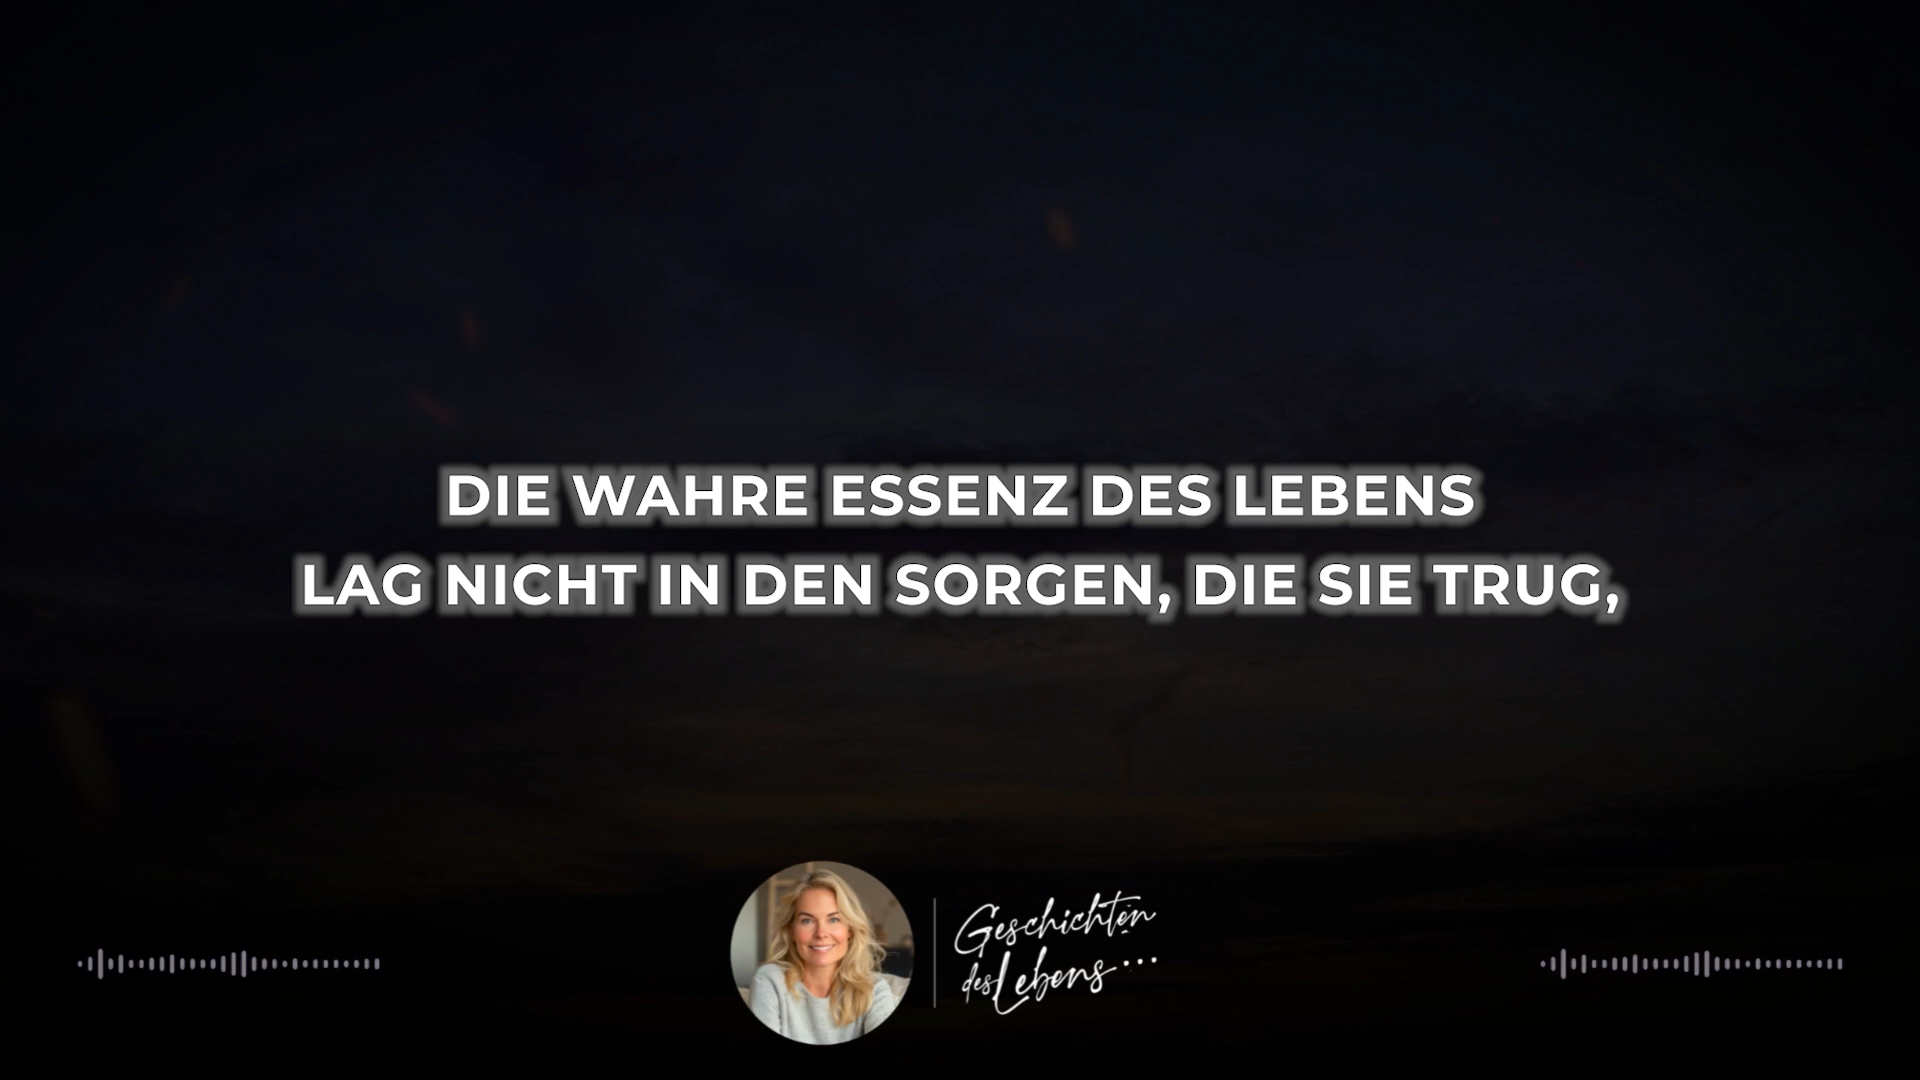 DIE WAHRE ESSENZ DES LEBENS
LAG NICHT IN DEN SORGEN, DIE SIE TRUG,
Geschichten
des Lebens...